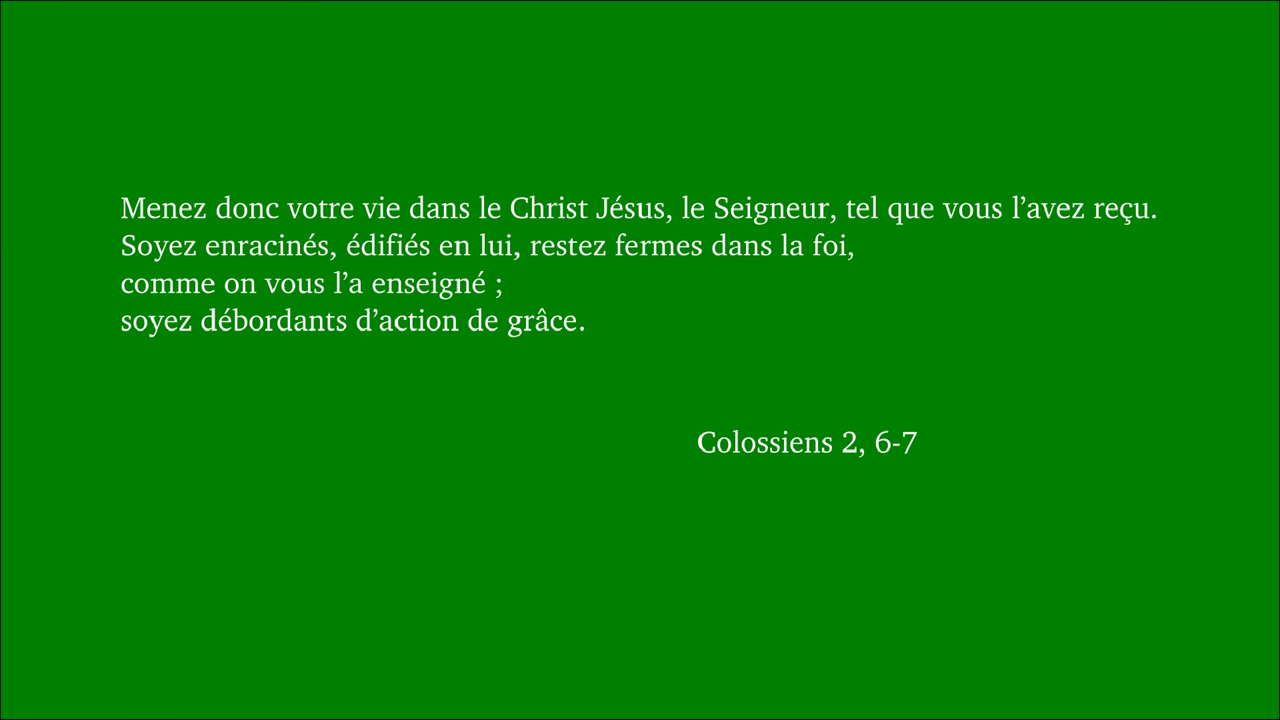 Menez donc votre vie dans le Christ Jésus, le Seigneur, tel que vous l’avez reçu.
Soyez enracinés, édifiés en lui, restez fermes dans la foi,
comme on vous l’a enseigné ;
soyez débordants d’action de grâce.
Colossiens 2, 6-7